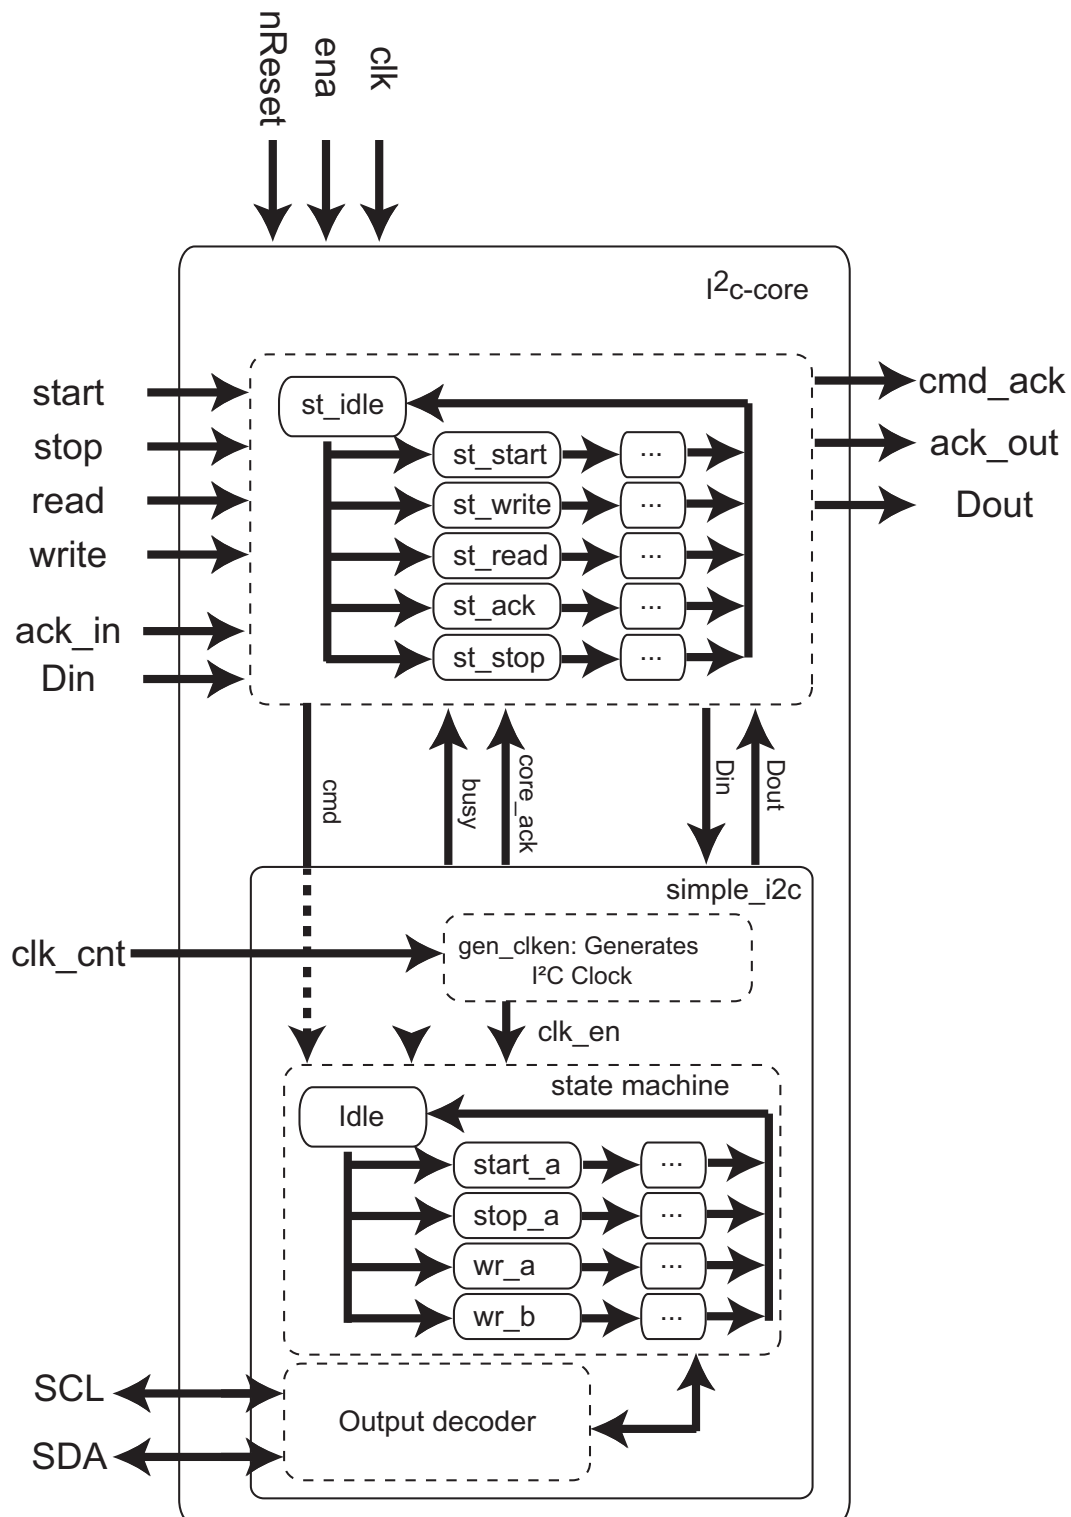 nReset
ena
clk
I2c-core
start
stop
read
write
ack_in
Din
st_idle
st_start
...
st_write
...
st_read
...
st_ack
...
st_stop
...
cmd_ack
ack_out
Dout
cmd
busy
core_ack
Din
Dout
simple_i2c
clk_cnt
gen_clken: Generates
I²C Clock
clk_en
state machine
Idle
start_a
...
stop_a
...
wr_a
...
wr_b
...
SCL
SDA
Output decoder